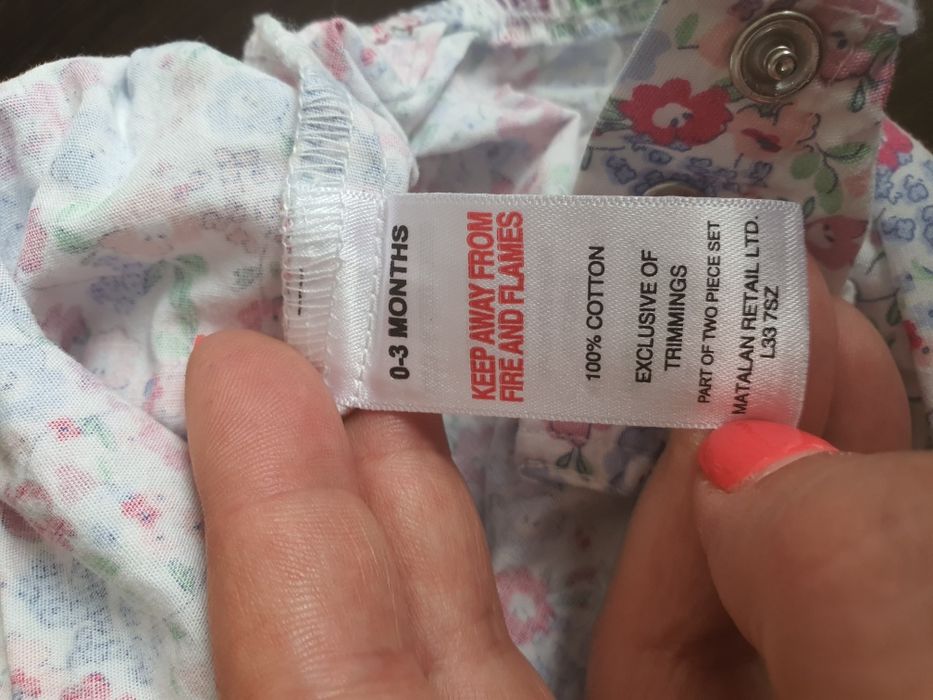 0-3 MONTHS
KEEP AWAY FROM
FIRE AND FLAMES
100% COTTON
EXCLUSIVE OF
TRIMMINGS
PART OF TWO PIECE SET
MATALAN RETAIL LTD.
L33 7SZ